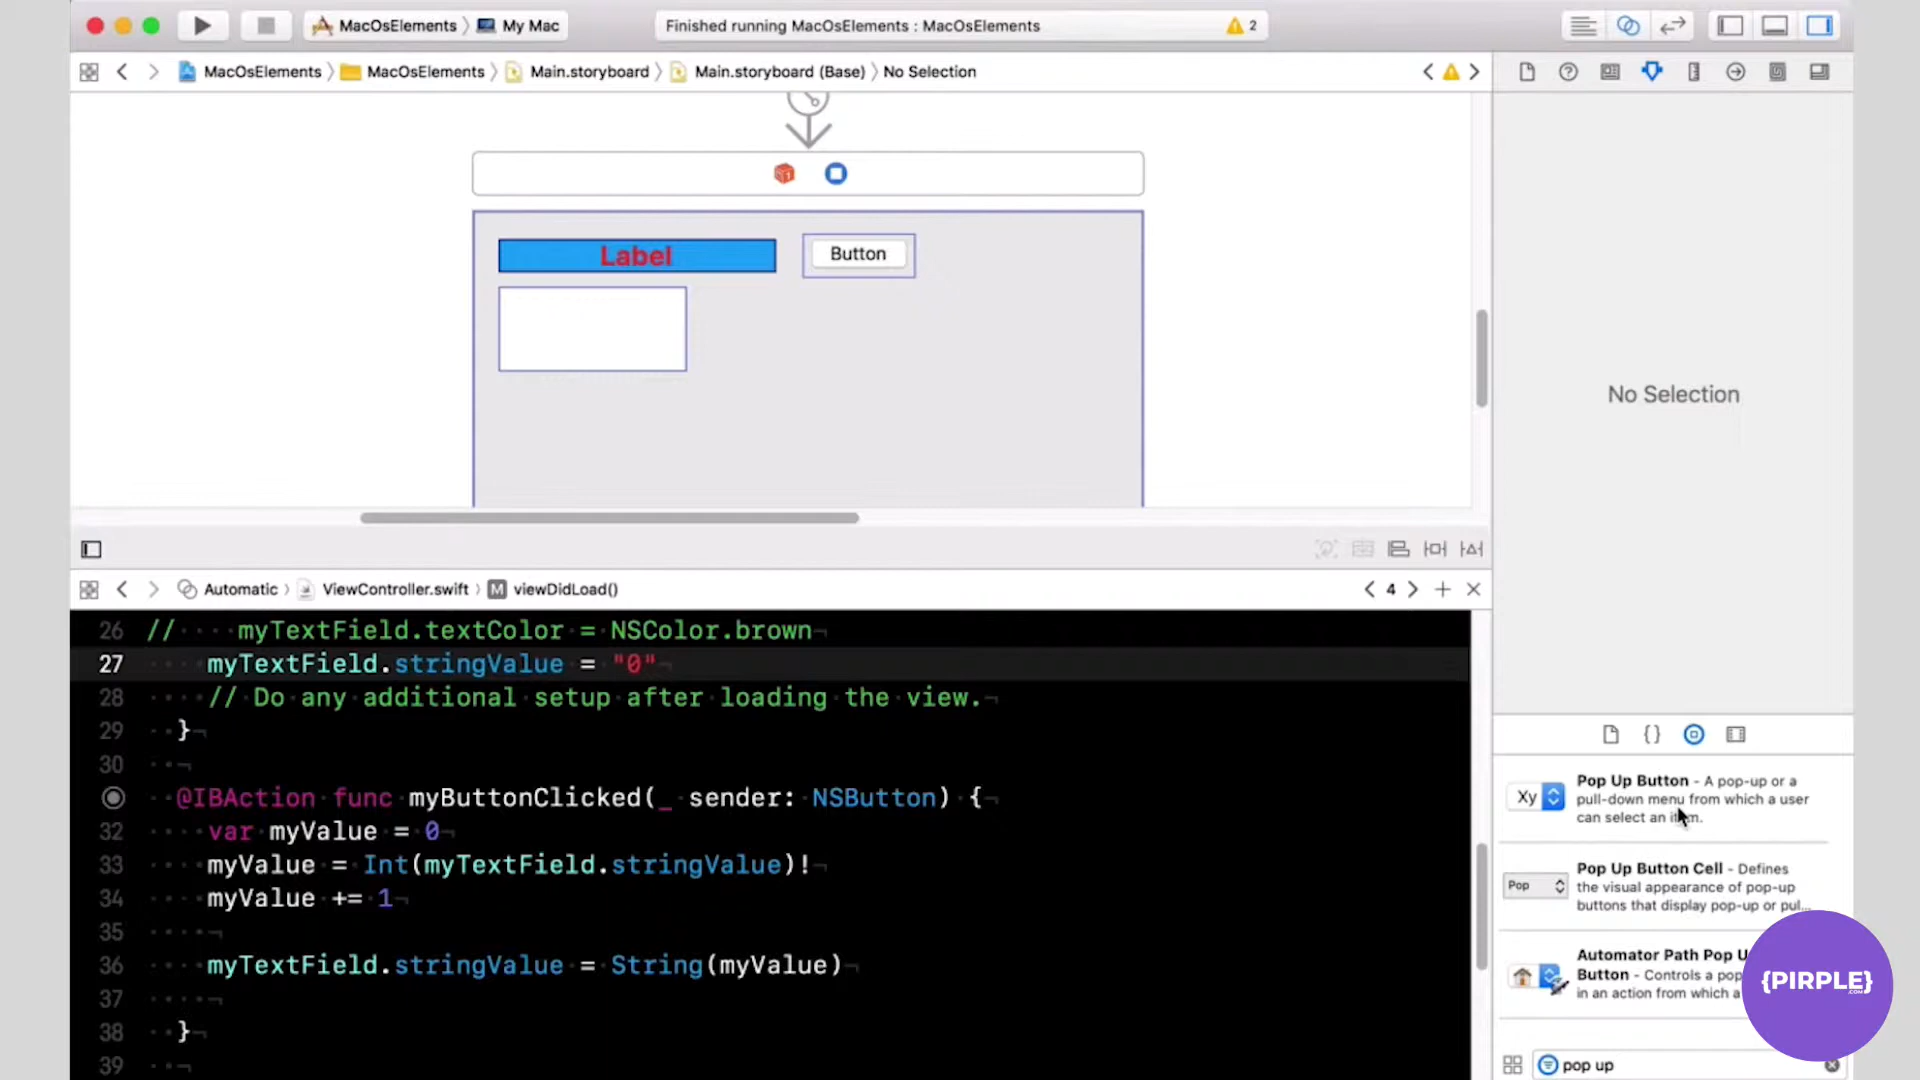 MacOsElements 〉 My Mac
Finished running MacOsElements : MacOsElements
2
MacOsElements 〉 MacOsElements 〉 Main.storyboard 〉 Main.storyboard (Base) 〉 No Selection
Label
Button
No Selection
Automatic 〉 ViewController.swift 〉 M viewDidLoad()
4
26 // myTextField.textColor = NSColor.brown
27 myTextField.stringValue = "0"
28 // Do any additional setup after loading the view.
29 }
30
@IBAction func myButtonClicked(_ sender: NSButton) {
32 var myValue = 0
33 myValue = Int(myTextField.stringValue)!
34 myValue += 1
35
36 myTextField.stringValue = String(myValue)
37
38 }
39
Xy
Pop Up Button - A pop-up or a
pull-down menu from which a user
can select an item.
Pop
Pop Up Button Cell - Defines
the visual appearance of pop-up
buttons that display pop-up or pul...
Automator Path Pop U
Button - Controls a pop
in an action from which a
pop up
{PIRPLE}
.COM